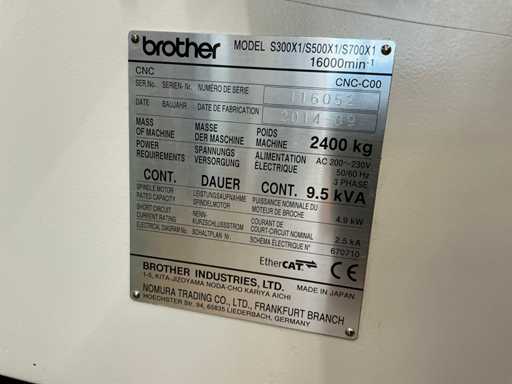 brother MODEL S300X1/S500X1/S700X1
16000min-1
CNC CNC-C00
SER.No. SERIEN-Nr. NUMÉRO DE SÉRIE 116052
DATE BAUJAHR DATE DE FABRICATION 2014-09
MASS OF MACHINE MASSE DER MASCHINE POIDS MACHINE 2400 kg
POWER REQUIREMENTS SPANNUNGS VERSORGUNG ALIMENTATION ÉLECTRIQUE AC 200~230V
50/60 Hz
3 PHASE
CONT. DAUER CONT. 9.5 kVA
SPINDLE MOTOR RATED CAPACITY LEISTUNGSAUFNAHME SPINDELMOTOR PUISSANCE NOMINALE DU MOTEUR DE BROCHE 4.9 kW
SHORT-CIRCUIT CURRENT RATING NENN-KURZSCHLUSSSTROM COURANT DE COURT-CIRCUIT NOMINAL 2.5 kA
ELECTRICAL DIAGRAM No. SCHALTPLAN Nr. SCHÉMA ÉLECTRIQUE N° 670710
EtherCAT CE
BROTHER INDUSTRIES, LTD. MADE IN JAPAN
1-5, KITA-JIZOYAMA NODA-CHO KARIYA AICHI
NOMURA TRADING CO., LTD., FRANKFURT BRANCH
HOECHSTER Str. 94, 65835 LIEDERBACH, GERMANY